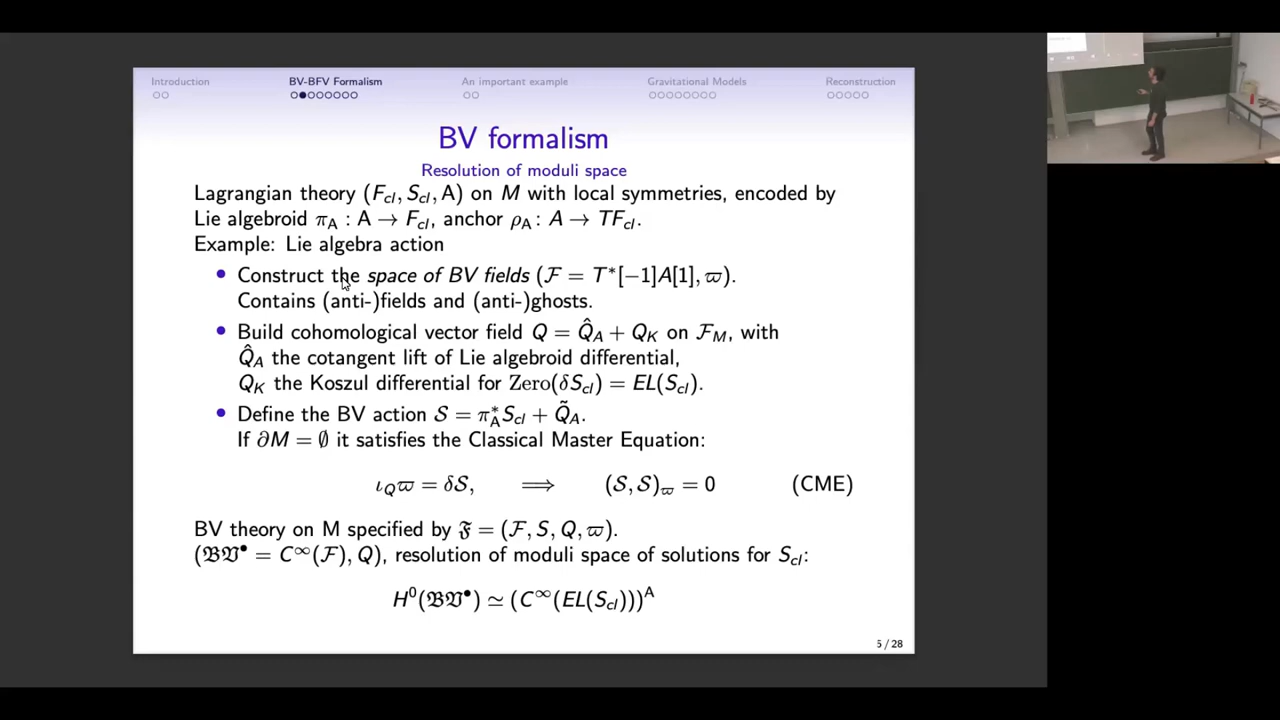 Introduction BV-BFV Formalism An important example Gravitational Models Reconstruction
BV formalism
Resolution of moduli space
Lagrangian theory (F_cl, S_cl, A) on M with local symmetries, encoded by
Lie algebroid π_A : A → F_cl, anchor ρ_A : A → TF_cl.
Example: Lie algebra action
• Construct the space of BV fields (ℱ = T*[−1]A[1], ϖ).
Contains (anti-)fields and (anti-)ghosts.
• Build cohomological vector field Q = Q̂_A + Q_K on ℱ_M, with
Q̂_A the cotangent lift of Lie algebroid differential,
Q_K the Koszul differential for Zero(δS_cl) = EL(S_cl).
• Define the BV action 𝒮 = π*_A S_cl + Q̃_A.
If ∂M = ∅ it satisfies the Classical Master Equation:
ι_Q ϖ = δ𝒮, ⟹ (𝒮, 𝒮)_ϖ = 0 (CME)
BV theory on M specified by 𝔉 = (ℱ, S, Q, ϖ).
(𝔅𝔙• = C^∞(ℱ), Q), resolution of moduli space of solutions for S_cl:
H⁰(𝔅𝔙•) ≃ (C^∞(EL(S_cl)))^A
5 / 28